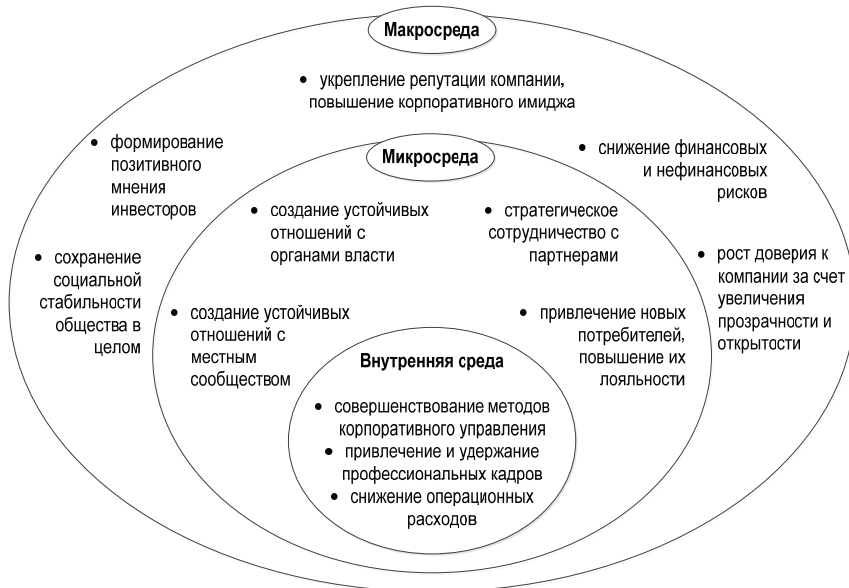 Макросреда
• укрепление репутации компании,
повышение корпоративного имиджа
• формирование
позитивного
мнения
инвесторов
• снижение финансовых
и нефинансовых
рисков
• сохранение
социальной
стабильности
общества в
целом
• рост доверия к
компании за счет
увеличения
прозрачности и
открытости
Микросреда
• создание устойчивых
отношений с
органами власти
• стратегическое
сотрудничество с
партнерами
• создание устойчивых
отношений с
местным
сообществом
• привлечение новых
потребителей,
повышение их
лояльности
Внутренняя среда
• совершенствование методов
корпоративного управления
• привлечение и удержание
профессиональных кадров
• снижение операционных
расходов